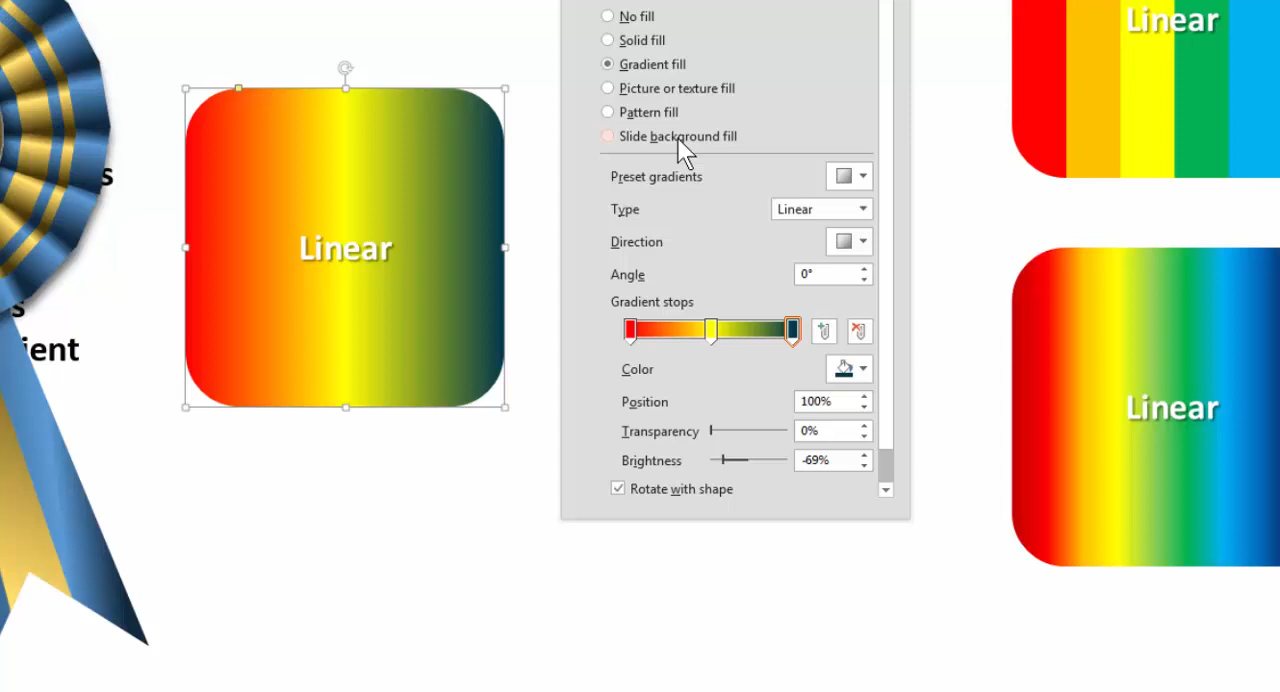 No fill
Solid fill
Gradient fill
Picture or texture fill
Pattern fill
Slide background fill
Preset gradients
Type Linear
Direction
Angle 0°
Gradient stops
Color
Position 100%
Transparency 0%
Brightness -69%
Rotate with shape
Linear
Linear
Linear
s
s
ient